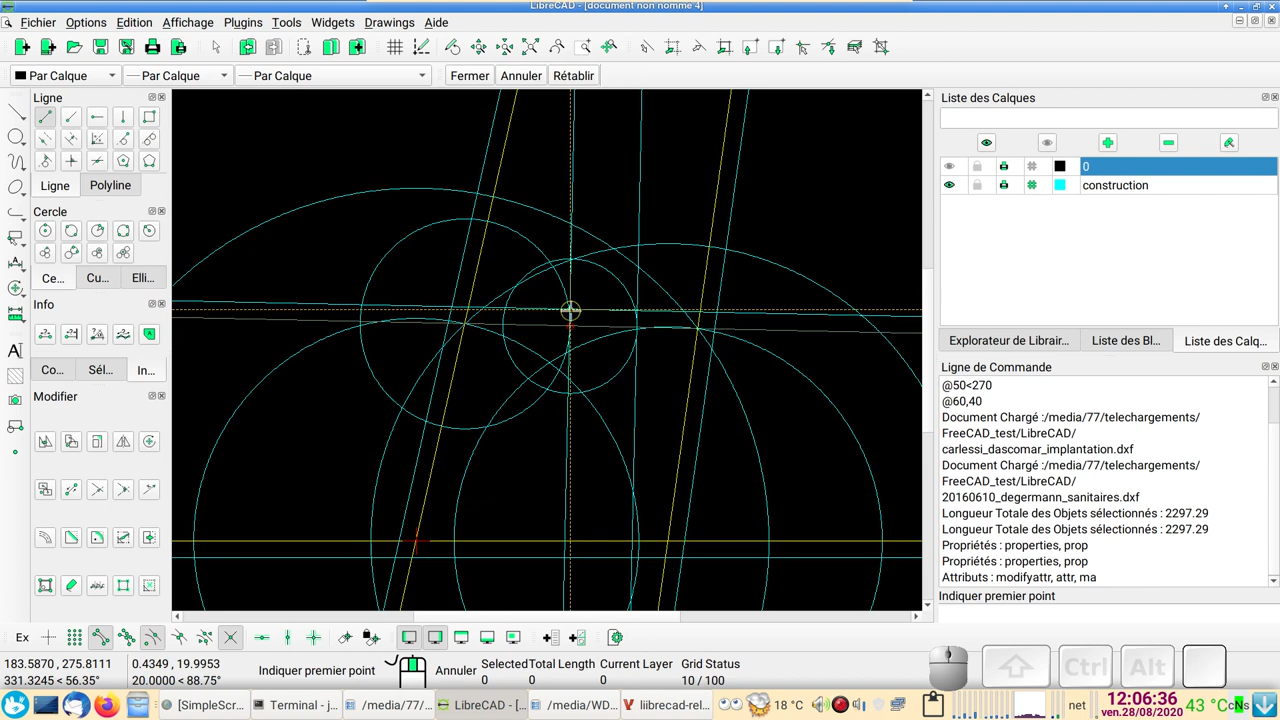 LibreCAD - [document non nomme 4]
Fichier Options Edition Affichage Plugins Tools Widgets Drawings Aide
Par Calque Par Calque Par Calque Fermer Annuler Rétablir
Ligne
Ligne Polyline
Cercle
Ce... Cu... Elli...
Info
Co... Sél... In...
Modifier
Liste des Calques
0
construction
Explorateur de Librair... Liste des Bl... Liste des Calq...
Ligne de Commande
@50<270
@60,40
Document Chargé :/media/77/telechargements/
FreeCAD_test/LibreCAD/
carlessi_dascomar_implantation.dxf
Document Chargé :/media/77/telechargements/
FreeCAD_test/LibreCAD/
20160610_degermann_sanitaires.dxf
Longueur Totale des Objets sélectionnés : 2297.29
Longueur Totale des Objets sélectionnés : 2297.29
Propriétés : properties, prop
Propriétés : properties, prop
Attributs : modifyattr, attr, ma
Indiquer premier point
Ex
183.5870 , 275.8111 0.4349 , 19.9953 Indiquer premier point Annuler Selected Total Length Current Layer Grid Status
331.3245 < 56.35° 20.0000 < 88.75° 0 0 0 10 / 100
Ctrl Alt
[SimpleScr... Terminal - j... /media/77/... LibreCAD - [... /media/WD... liibrecad-rel... 18 °C net 12:06:36 ven.28/08/2020 43 °C